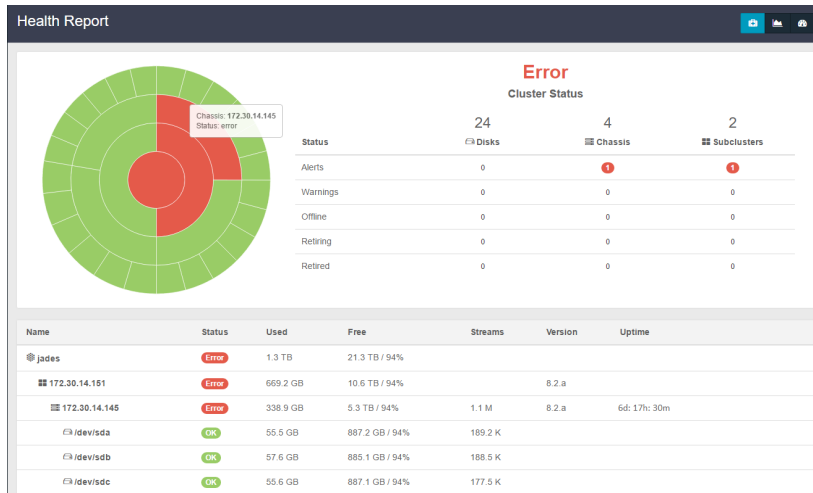 Health Report
Chassis: 172.30.14.145
Status: error
Error
Cluster Status
24 4 2
Status Disks Chassis Subclusters
Alerts 0 1 1
Warnings 0 0 0
Offline 0 0 0
Retiring 0 0 0
Retired 0 0 0
Name Status Used Free Streams Version Uptime
jades Error 1.3 TB 21.3 TB / 94%
172.30.14.151 Error 669.2 GB 10.6 TB / 94% 8.2.a
172.30.14.145 Error 338.9 GB 5.3 TB / 94% 1.1 M 8.2.a 6d: 17h: 30m
/dev/sda OK 55.5 GB 887.2 GB / 94% 189.2 K
/dev/sdb OK 57.6 GB 885.1 GB / 94% 188.5 K
/dev/sdc OK 55.6 GB 887.1 GB / 94% 177.5 K